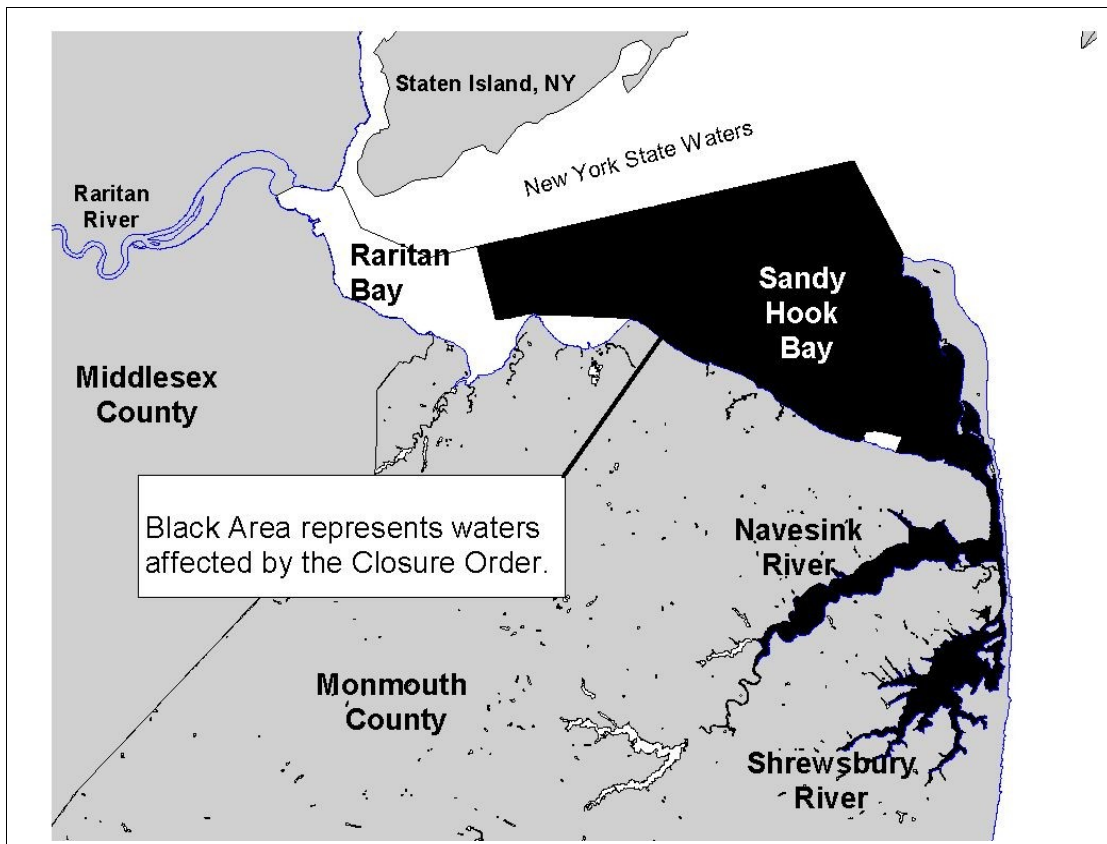 Staten Island, NY
New York State Waters
Raritan
River
Raritan
Bay
Sandy
Hook
Bay
Middlesex
County
Black Area represents waters
affected by the Closure Order.
Navesink
River
Monmouth
County
Shrewsbury
River